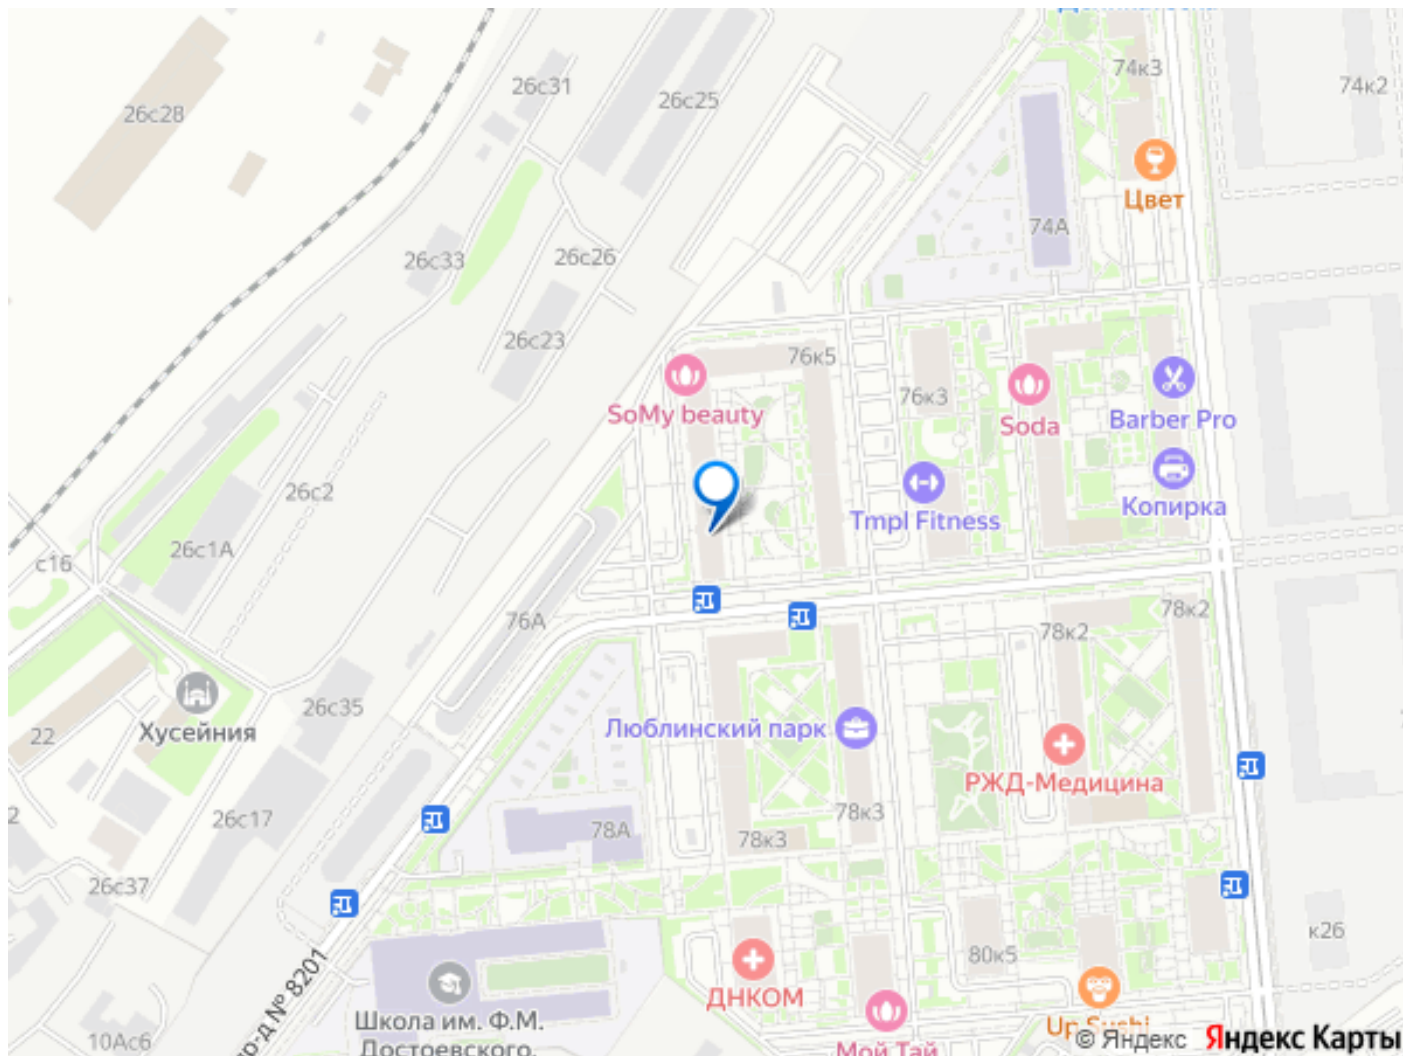 26с31
74к3
74к2
26с28
26с25
Цвет
74А
26с33
26с26
26с23
76к5
76к3
SoMy beauty
Soda
Barber Pro
26с2
Tmpl Fitness
Копирка
26с1А
с16
76А
78к2
78к2
26с35
Хусейния
22
Люблинский парк
РЖД-Медицина
26с17
78А
78к3
78к3
26с37
к26
80к5
пр-д № 8201
ДНКОМ
Школа им. Ф.М.
Достоевского,
10Ас6
Мой Тай
Up Sushi
© Яндекс Яндекс Карты